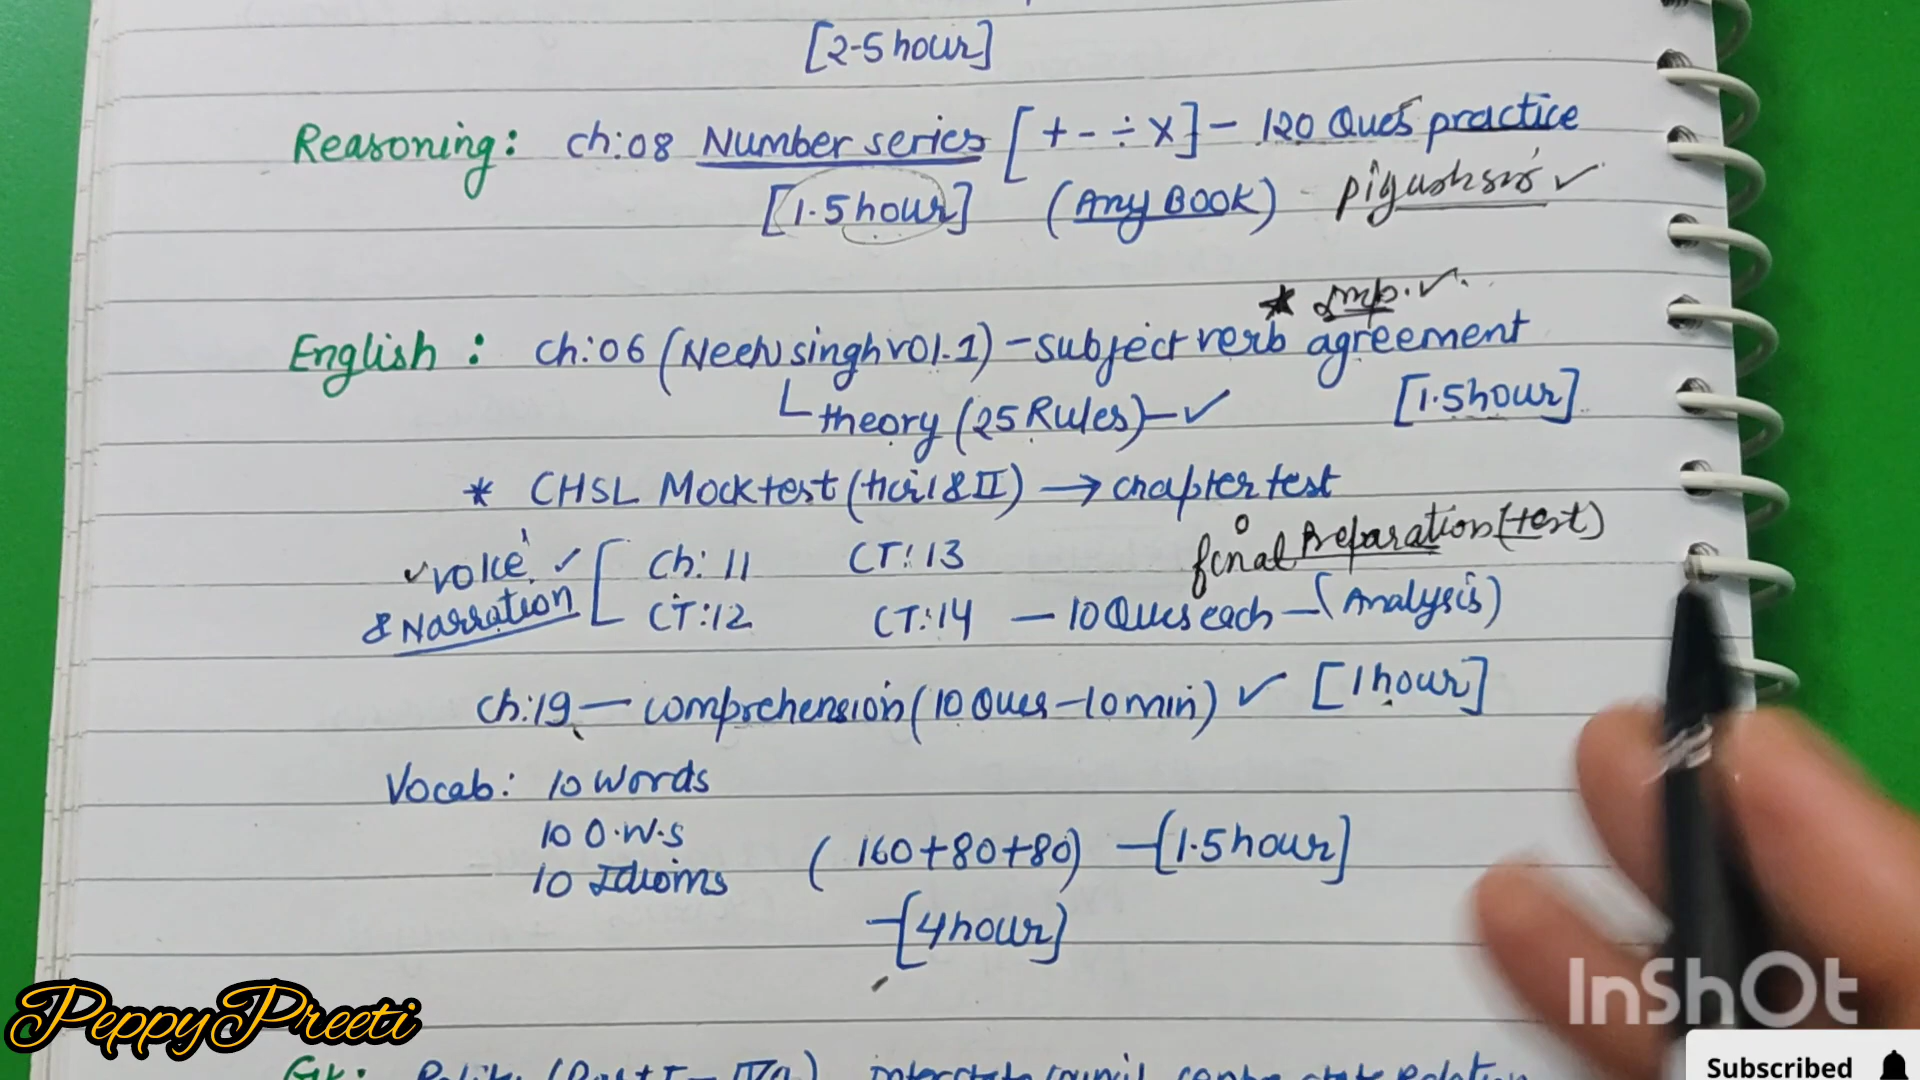 [2.5 hour]
Reasoning: ch:08 Number series [+ - ÷ x] - 120 Ques practice
[1.5 hour] (Any BOOK) - piyush sir's ✓
* Imp. ✓
English : ch:06 (Neetu singh vol.1) - subject verb agreement
theory (25 Rules) - ✓ [1.5 hour]
* CHSL Mock test (tier I & II) → chapter test
final Preparation (test)
✓ voice ✓ [ Ch: 11 CT: 13
& Narration CT: 12 CT: 14 - 10 Ques each - (Analysis)
Ch: 19 - comprehension (10 Ques - 10 min) ✓ [1 hour]
Vocab: 10 words
10 O.W.S (160+80+80) - [1.5 hour]
10 Idioms
- [4 hour]
PeppyPreeti
InShOt
Subscribed